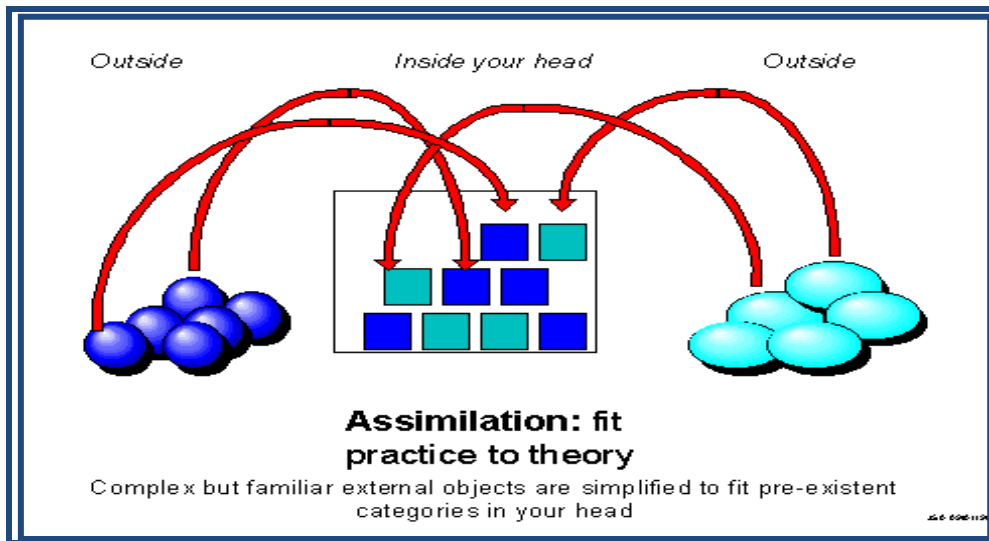 Outside
Inside your head
Outside
Assimilation: fit
practice to theory
Complex but familiar external objects are simplified to fit pre-existent
categories in your head